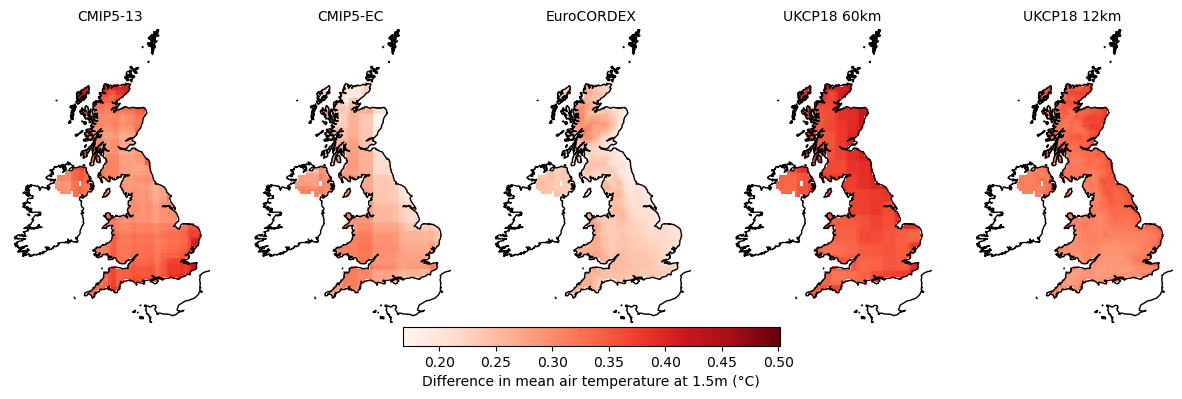 CMIP5-13 CMIP5-EC EuroCORDEX UKCP18 60km UKCP18 12km
0.20 0.25 0.30 0.35 0.40 0.45 0.50
Difference in mean air temperature at 1.5m (°C)